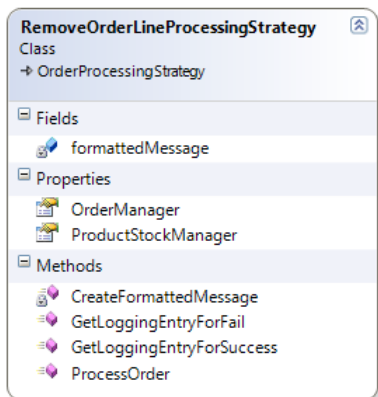 RemoveOrderLineProcessingStrategy
Class
OrderProcessingStrategy
Fields
formattedMessage
Properties
OrderManager
ProductStockManager
Methods
CreateFormattedMessage
GetLoggingEntryForFail
GetLoggingEntryForSuccess
ProcessOrder